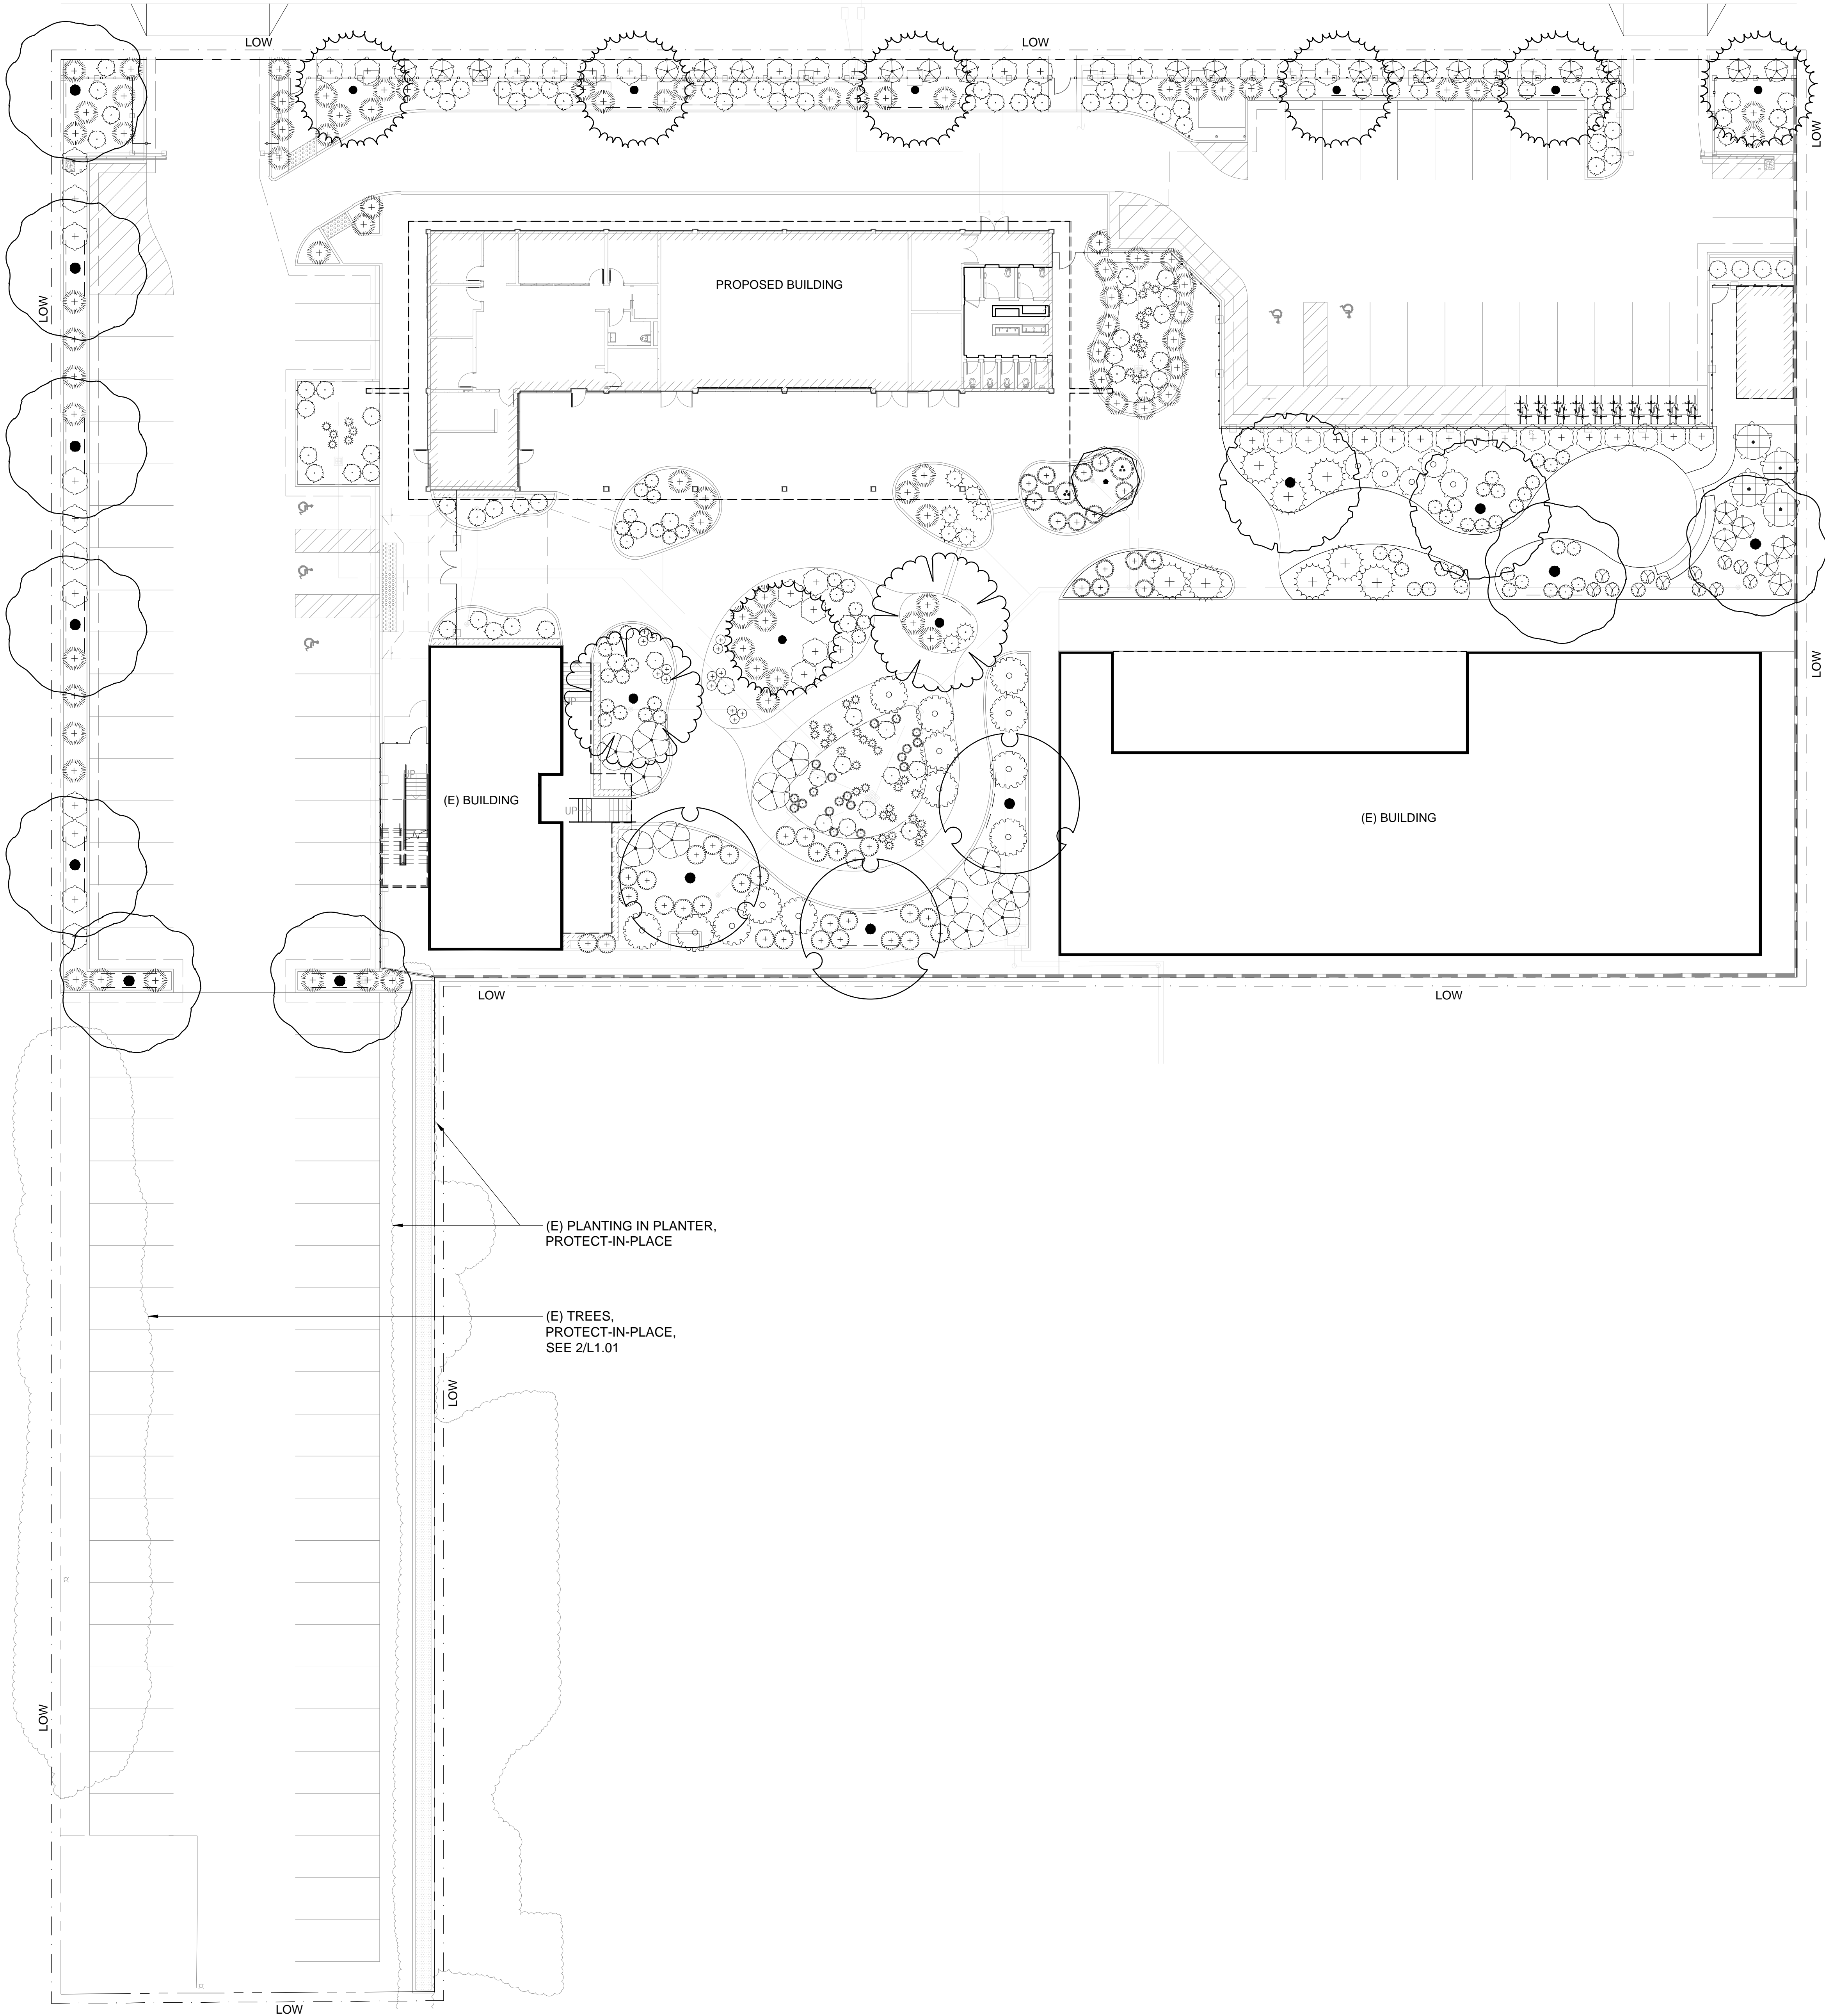 LOW
LOW
LOW
LOW
PROPOSED BUILDING
LOW
UP
UP
(E) BUILDING
UP
(E) BUILDING
LOW
LOW
(E) PLANTING IN PLANTER,
PROTECT-IN-PLACE
(E) TREES,
PROTECT-IN-PLACE,
SEE 2/L1.01
LOW
LOW
LOW